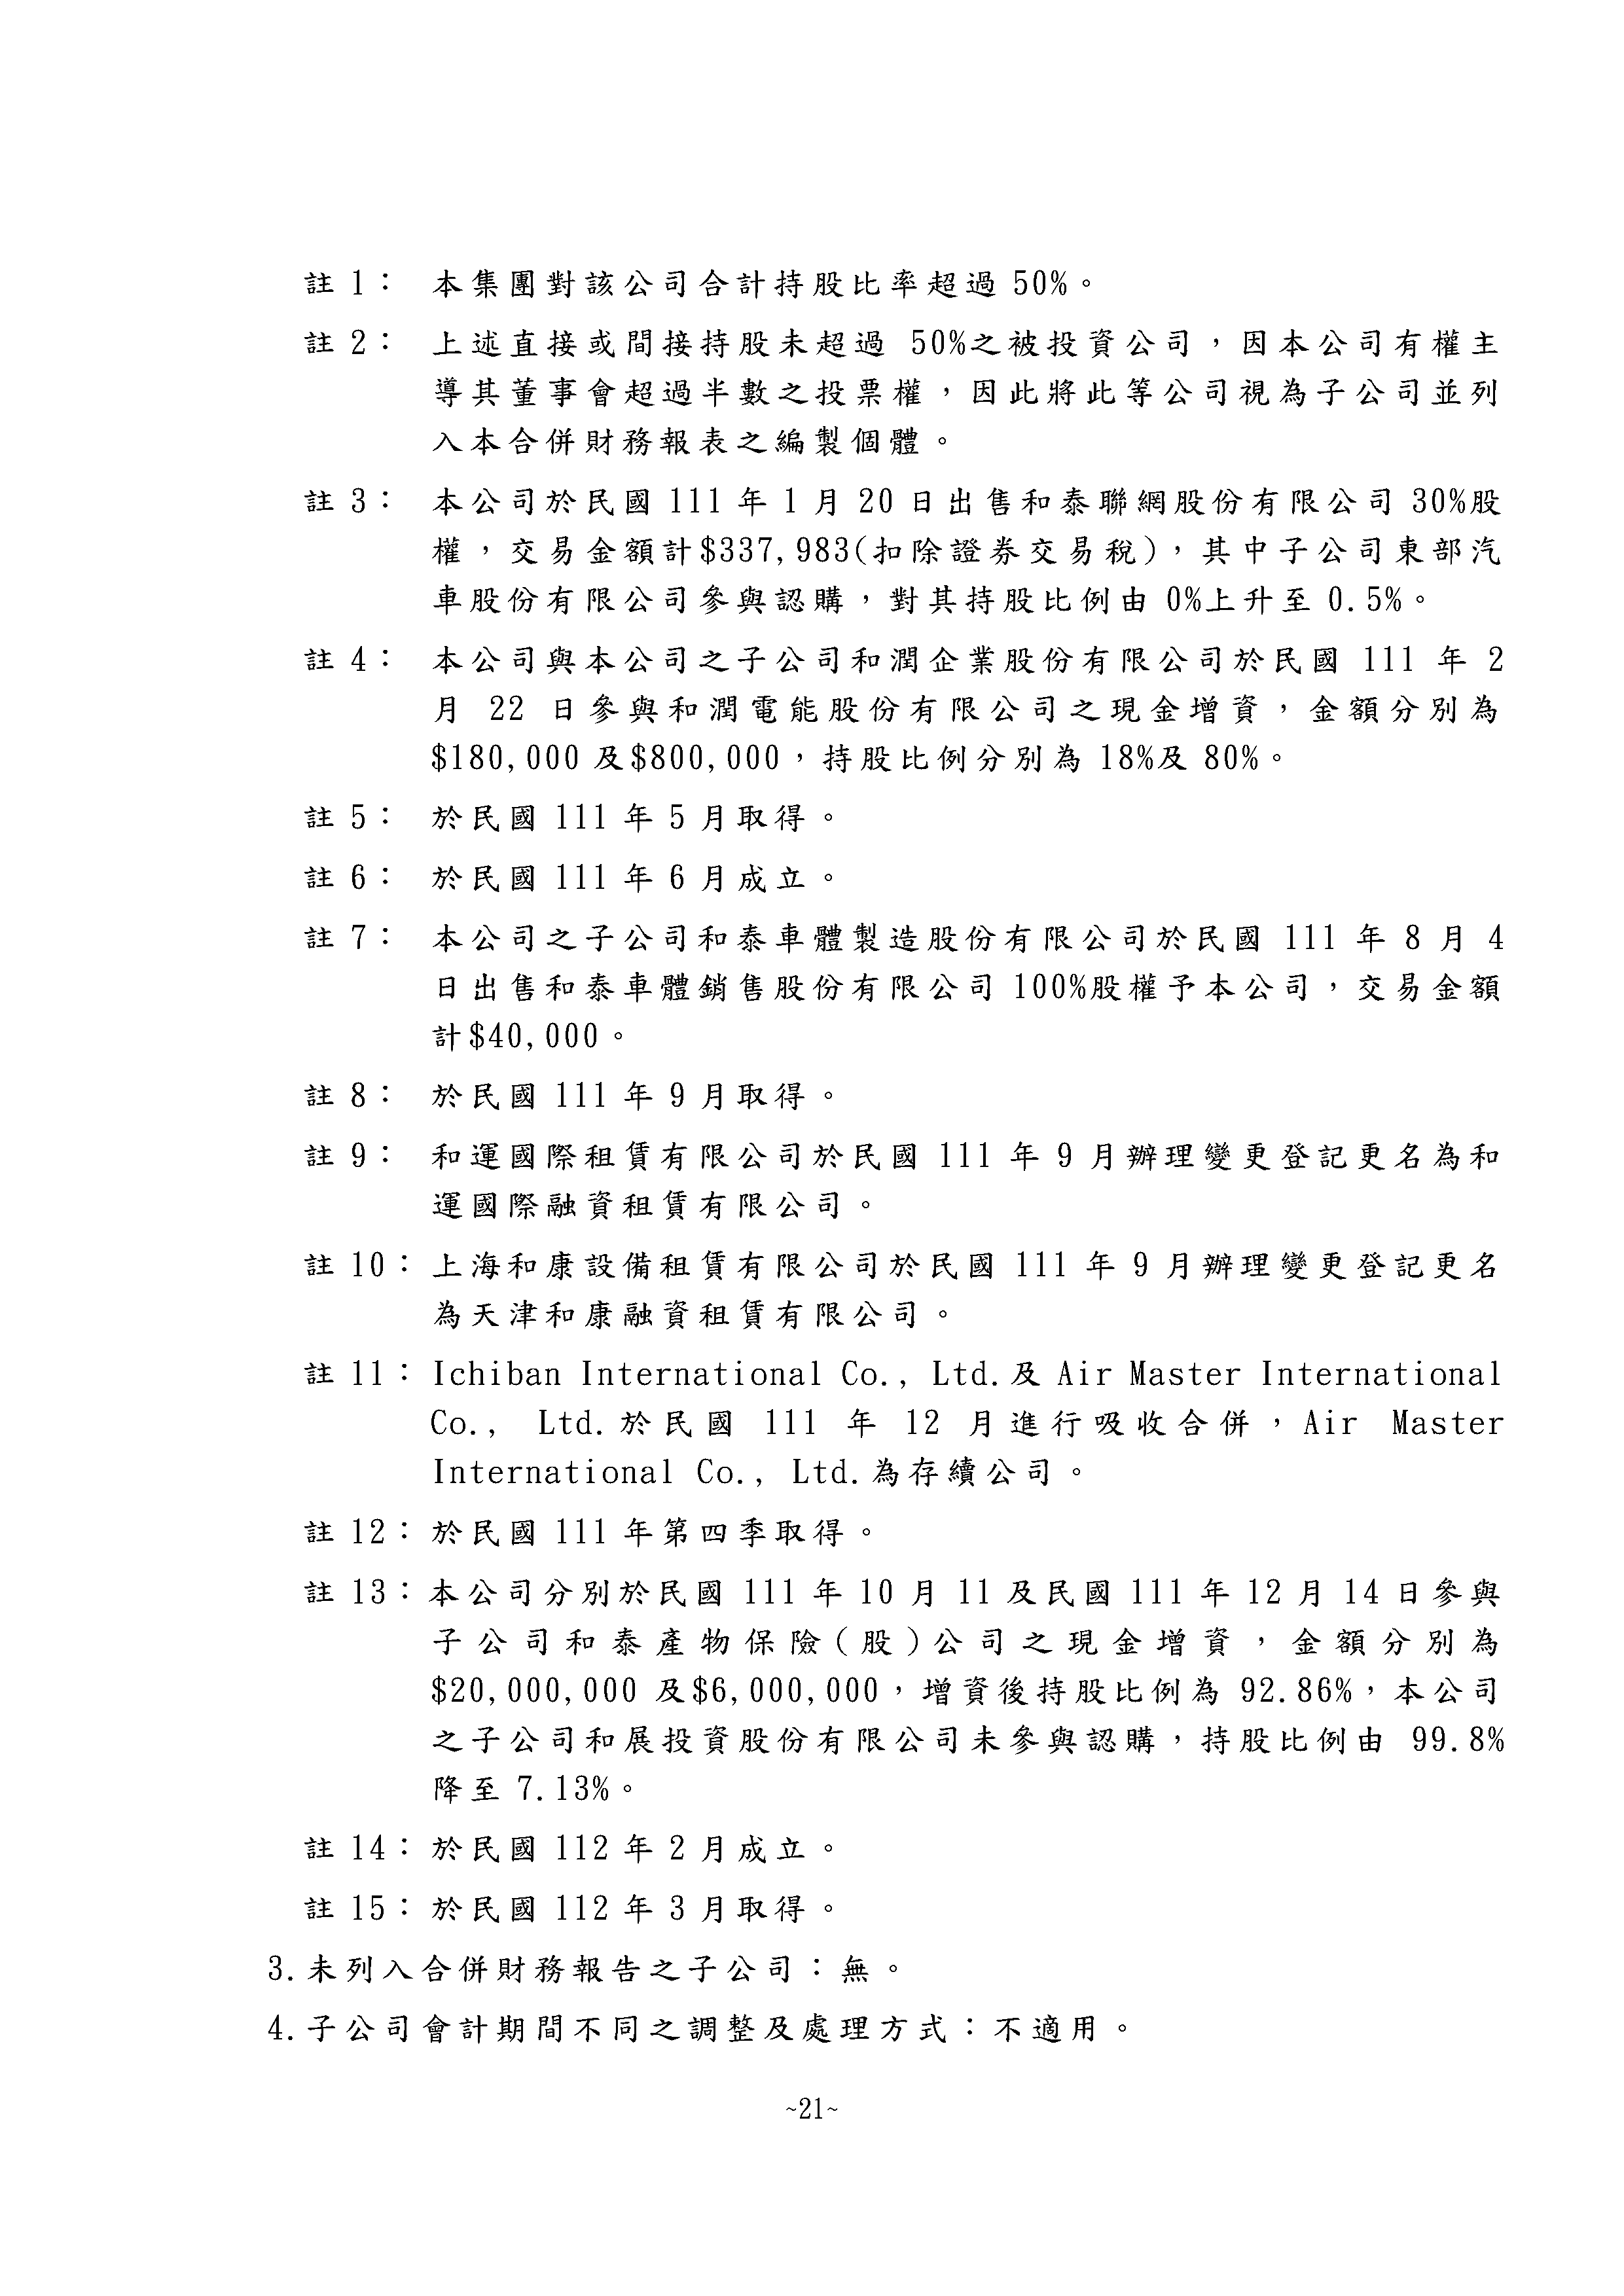 註 1： 本集團對該公司合計持股比率超過 50%。
註 2： 上述直接或間接持股未超過 50%之被投資公司，因本公司有權主
導其董事會超過半數之投票權，因此將此等公司視為子公司並列
入本合併財務報表之編製個體。
註 3： 本公司於民國 111 年 1 月 20 日出售和泰聯網股份有限公司 30%股
權，交易金額計$337,983(扣除證券交易稅)，其中子公司東部汽
車股份有限公司參與認購，對其持股比例由 0%上升至 0.5%。
註 4： 本公司與本公司之子公司和潤企業股份有限公司於民國 111 年 2
月 22 日參與和潤電能股份有限公司之現金增資，金額分別為
$180,000 及$800,000，持股比例分別為 18%及 80%。
註 5： 於民國 111 年 5 月取得。
註 6： 於民國 111 年 6 月成立。
註 7： 本公司之子公司和泰車體製造股份有限公司於民國 111 年 8 月 4
日出售和泰車體銷售股份有限公司 100%股權予本公司，交易金額
計$40,000。
註 8： 於民國 111 年 9 月取得。
註 9： 和運國際租賃有限公司於民國 111 年 9 月辦理變更登記更名為和
運國際融資租賃有限公司。
註 10： 上海和康設備租賃有限公司於民國 111 年 9 月辦理變更登記更名
為天津和康融資租賃有限公司。
註 11： Ichiban International Co., Ltd.及 Air Master International
Co., Ltd.於民國 111 年 12 月進行吸收合併，Air Master
International Co., Ltd.為存續公司。
註 12： 於民國 111 年第四季取得。
註 13： 本公司分別於民國 111 年 10 月 11 及民國 111 年 12 月 14 日參與
子公司和泰產物保險(股)公司之現金增資，金額分別為
$20,000,000 及$6,000,000，增資後持股比例為 92.86%，本公司
之子公司和展投資股份有限公司未參與認購，持股比例由 99.8%
降至 7.13%。
註 14： 於民國 112 年 2 月成立。
註 15： 於民國 112 年 3 月取得。
3.未列入合併財務報告之子公司：無。
4.子公司會計期間不同之調整及處理方式：不適用。
~21~